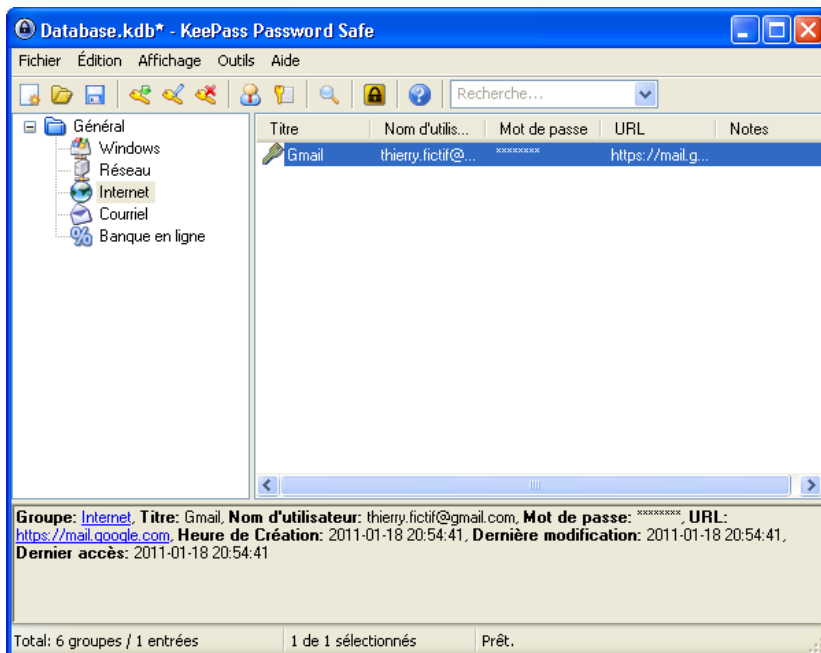 Database.kdb* - KeePass Password Safe
Fichier Édition Affichage Outils Aide
Recherche...
Général
Windows
Réseau
Internet
Courriel
Banque en ligne
Titre Nom d'utilis... Mot de passe URL Notes
Gmail thierry.fictif@... ******** https://mail.g...
Groupe: Internet, Titre: Gmail, Nom d'utilisateur: thierry.fictif@gmail.com, Mot de passe: ********, URL:
https://mail.google.com, Heure de Création: 2011-01-18 20:54:41, Dernière modification: 2011-01-18 20:54:41,
Dernier accès: 2011-01-18 20:54:41
Total: 6 groupes / 1 entrées 1 de 1 sélectionnés Prêt.